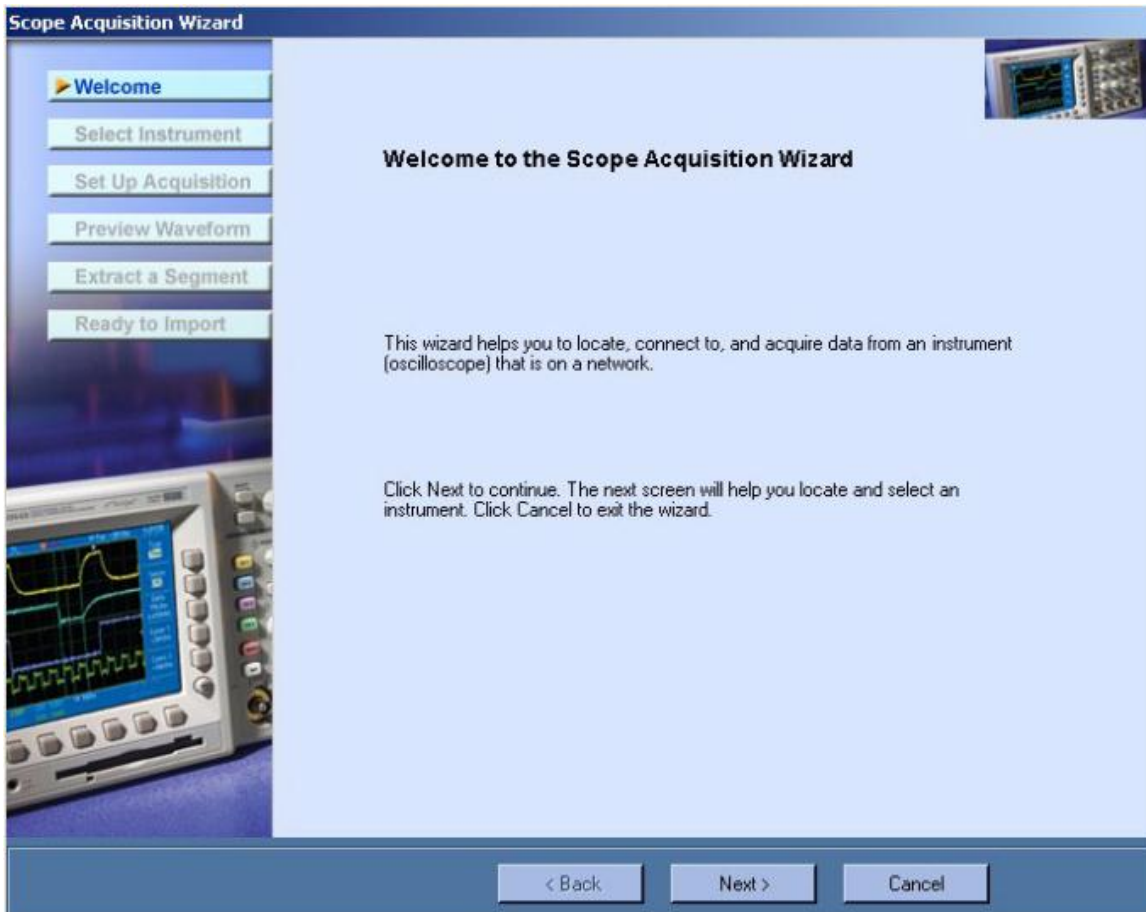 Scope Acquisition Wizard
Welcome
Select Instrument
Set Up Acquisition
Preview Waveform
Extract a Segment
Ready to Import
Welcome to the Scope Acquisition Wizard
This wizard helps you to locate, connect to, and acquire data from an instrument
(oscilloscope) that is on a network.
Click Next to continue. The next screen will help you locate and select an
instrument. Click Cancel to exit the wizard.
< Back
Next >
Cancel